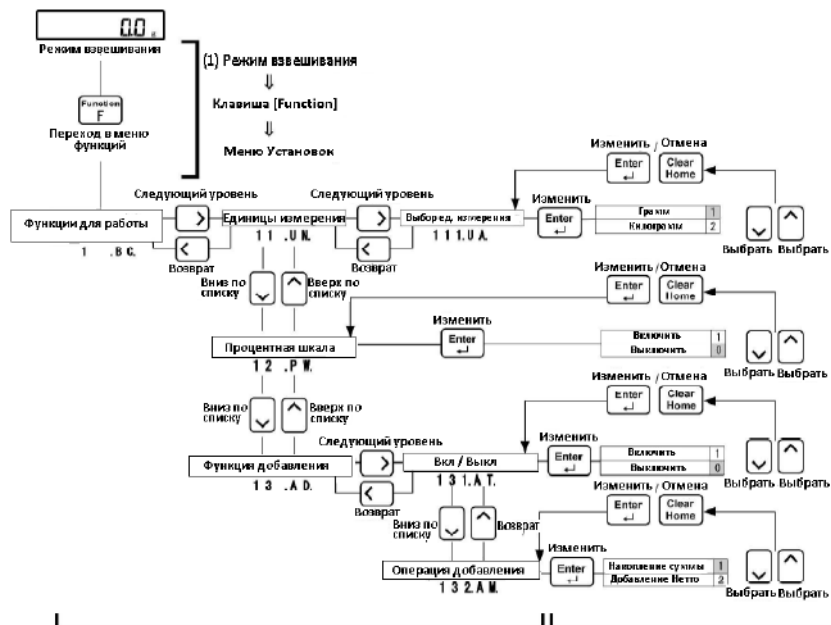 0.0
Режим взвешивания
(1) Режим взвешивания
⇓
Function
F
Клавиша [Function]
Переход в меню
функций
⇓
Меню Установок
Изменить / Отмена
Enter
Clear
Home
Следующий уровень
Следующий уровень
Изменить
Функции для работы
Единицы измерения
Выбор ед. измерения
Enter
Грамм 1
Килограмм 2
1 .B G.
1 1 .U N.
1 1 1.U A.
Выбрать Выбрать
Возврат
Возврат
Вниз по
списку
Вверх по
списку
Изменить / Отмена
Enter
Clear
Home
Изменить
Процентная шкала
Enter
Включить 1
Выключить 0
1 2 .P W.
Выбрать Выбрать
Изменить / Отмена
Вниз по
списку
Вверх по
списку
Enter
Clear
Home
Следующий уровень
Изменить
Функция добавления
Вкл / Выкл
Enter
Включить 1
Выключить 0
1 3 .A D.
1 3 1.A T.
Выбрать Выбрать
Возврат
Изменить / Отмена
Вниз по
списку
Возврат
Enter
Clear
Home
Изменить
Операция добавления
Enter
Накопление суммы 1
Добавление Нетто 2
1 3 2.A M.
Выбрать Выбрать